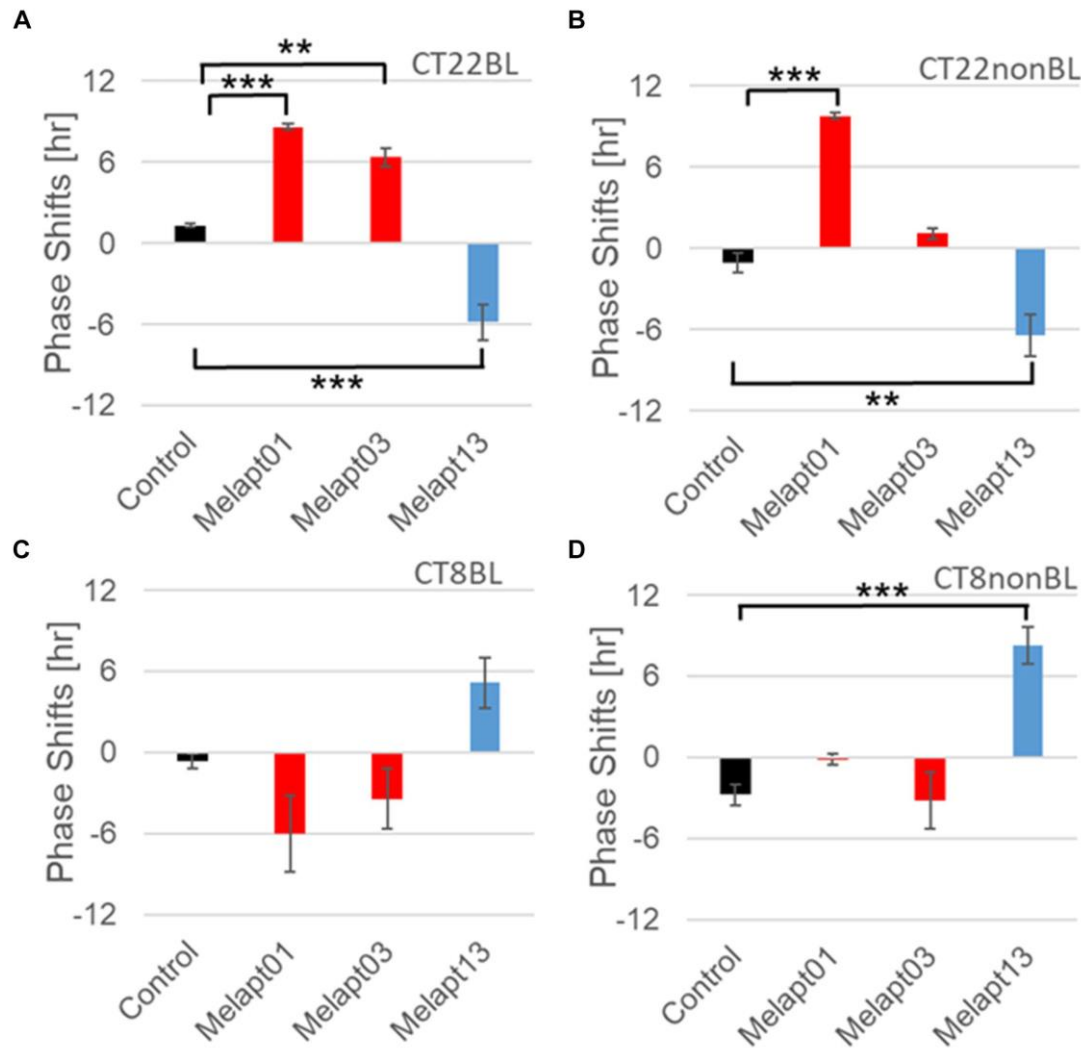 A
**
CT22BL
***
12
6
0
-6
-12
Phase Shifts [hr]
***
Control
Melapt01
Melapt03
Melapt13
B
***
CT22nonBL
12
6
0
-6
-12
Phase Shifts [hr]
**
Control
Melapt01
Melapt03
Melapt13
C
CT8BL
12
6
0
-6
-12
Phase Shifts [hr]
Control
Melapt01
Melapt03
Melapt13
D
CT8nonBL
***
12
6
0
-6
-12
Phase Shifts [hr]
Control
Melapt01
Melapt03
Melapt13